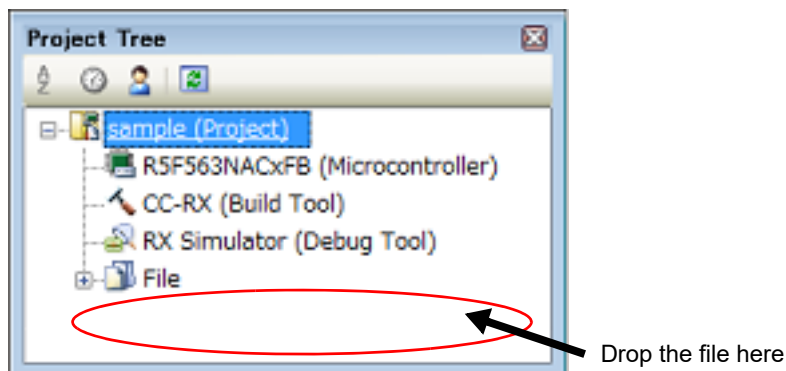 Project Tree
sample (Project)
R5F563NACxFB (Microcontroller)
CC-RX (Build Tool)
RX Simulator (Debug Tool)
File
Drop the file here